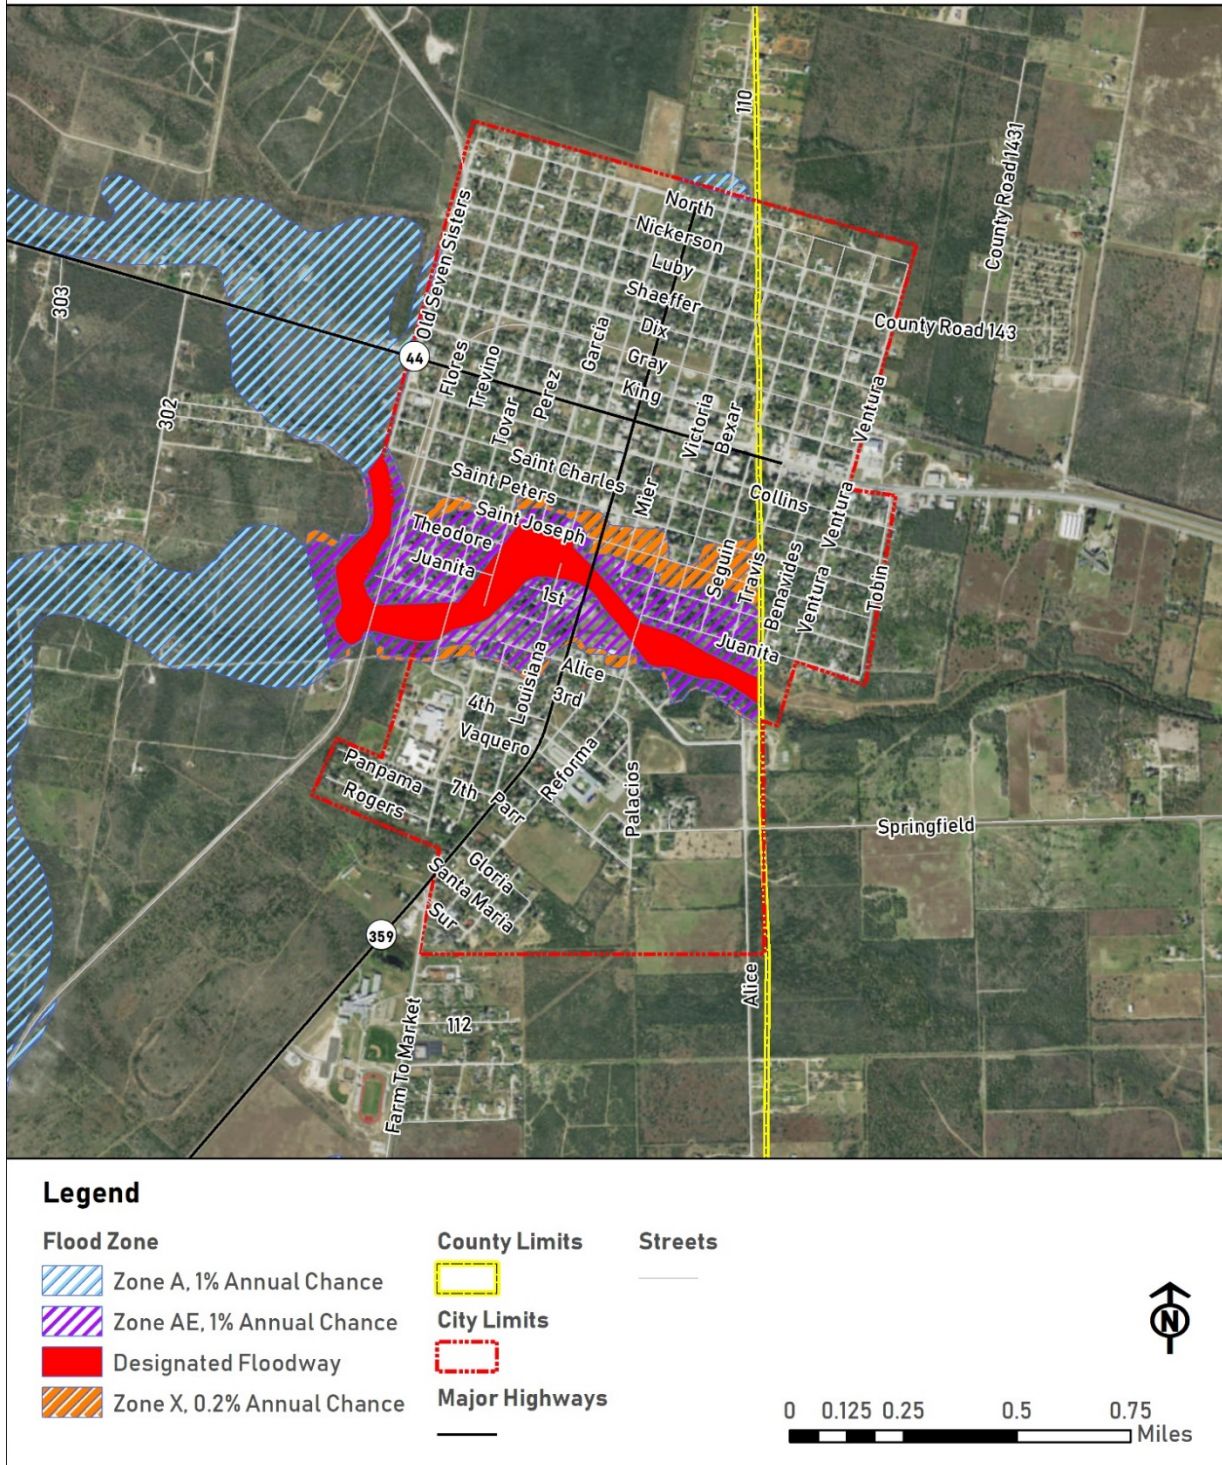 110
County Road 1431
North
Nickerson
Luby
Shaeffer
Dix
Gray
King
Old Seven Sisters
303
302
44
Flores
Trevino
Tovar
Perez
Garcia
County Road 143
Victoria
Bexar
Ventura
Saint Charles
Saint Peters
Saint Joseph
Mier
Collins
Theodore
Juanita
Seguin
Travis
Benavides
Ventura
Ventura
Tobin
1st
Juanita
Louisiana
Alice
3rd
4th
Vaquero
Reforma
Panpama
Rogers
7th
Parr
Palacios
Springfield
Gloria
Santa Maria
Sur
359
Alice
Farm To Market
112
Legend
Flood Zone
Zone A, 1% Annual Chance
Zone AE, 1% Annual Chance
Designated Floodway
Zone X, 0.2% Annual Chance
County Limits
City Limits
Major Highways
Streets
N
0 0.125 0.25 0.5 0.75
Miles